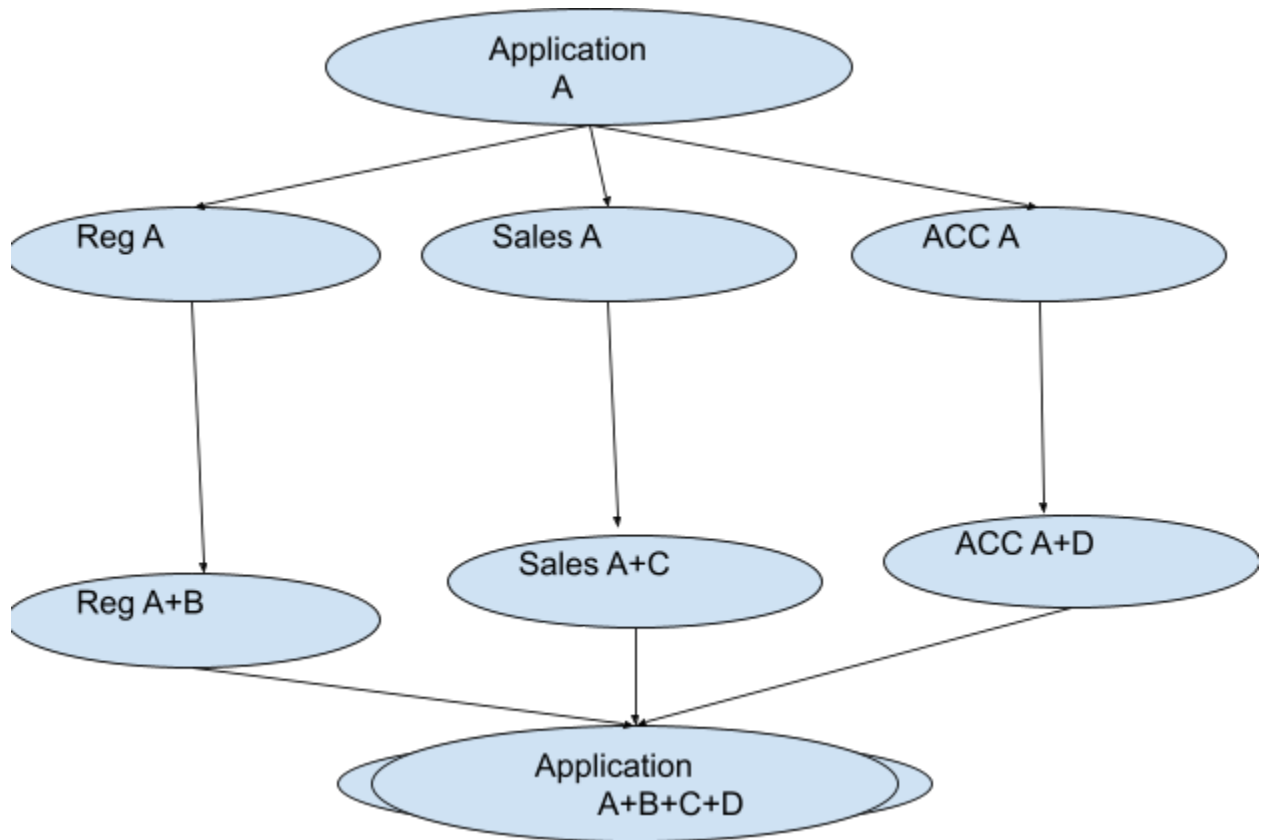 Application
A
Reg A
Sales A
ACC A
ACC A+D
Sales A+C
Reg A+B
Application
A+B+C+D